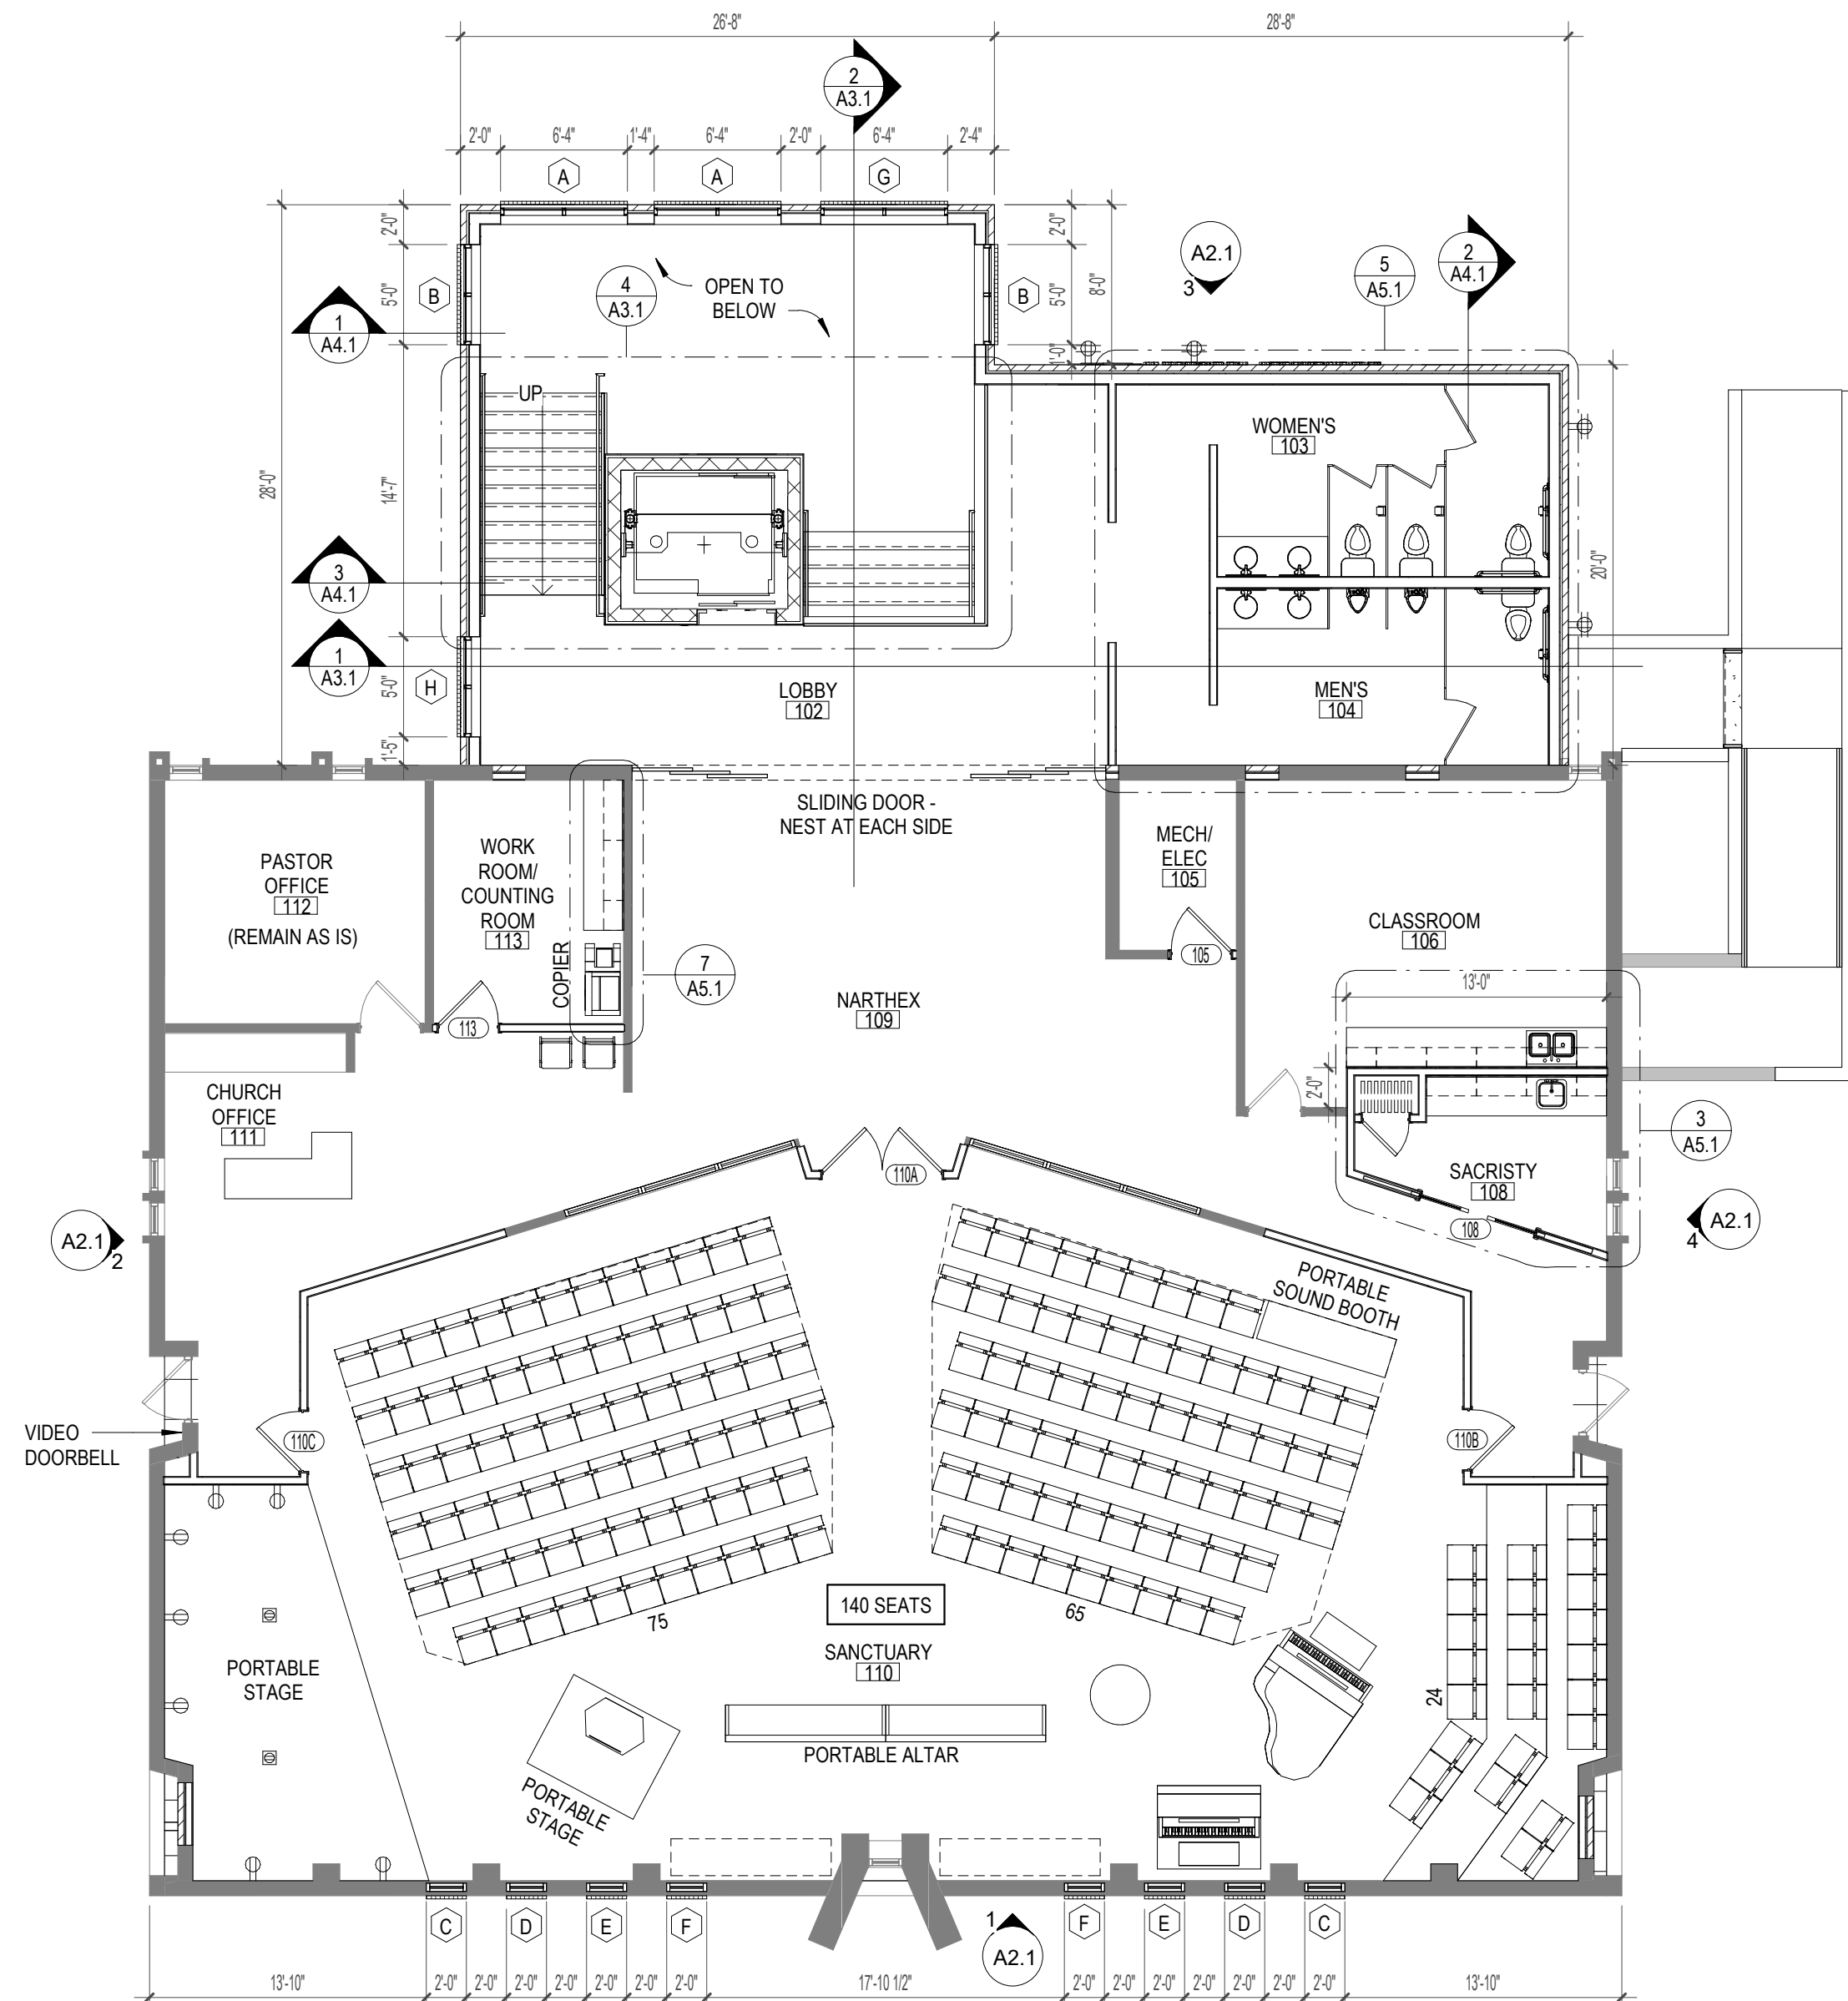 26'-8"
28'-8"
2
A3.1
2'-0"
6'-4"
1'-4"
6'-4"
2'-0"
6'-4"
2'-4"
A
A
G
2'-0"
2'-0"
A2.1
3
5
A5.1
2
A4.1
4
A3.1
OPEN TO
BELOW
B
5'-0"
B
5'-0"
8'-0"
1
A4.1
1'-0"
UP
WOMEN'S
103
28'-0"
14'-7"
3
A4.1
20'-0"
1
A3.1
5'-0"
H
LOBBY
102
MEN'S
104
1'-5"
SLIDING DOOR -
NEST AT EACH SIDE
PASTOR
OFFICE
112
(REMAIN AS IS)
WORK
ROOM/
COUNTING
ROOM
113
MECH/
ELEC
105
CLASSROOM
106
COPIER
7
A5.1
105
13'-0"
NARTHEX
109
113
CHURCH
OFFICE
111
2'-0"
3
A5.1
110A
SACRISTY
108
108
A2.1
2
A2.1
4
PORTABLE
SOUND BOOTH
VIDEO
DOORBELL
110C
110B
75
140 SEATS
65
SANCTUARY
110
PORTABLE
STAGE
24
PORTABLE ALTAR
PORTABLE
STAGE
C
D
E
F
1
A2.1
F
E
D
C
13'-10"
2'-0"
2'-0"
2'-0"
2'-0"
2'-0"
2'-0"
2'-0"
17'-10 1/2"
2'-0"
2'-0"
2'-0"
2'-0"
2'-0"
2'-0"
2'-0"
13'-10"